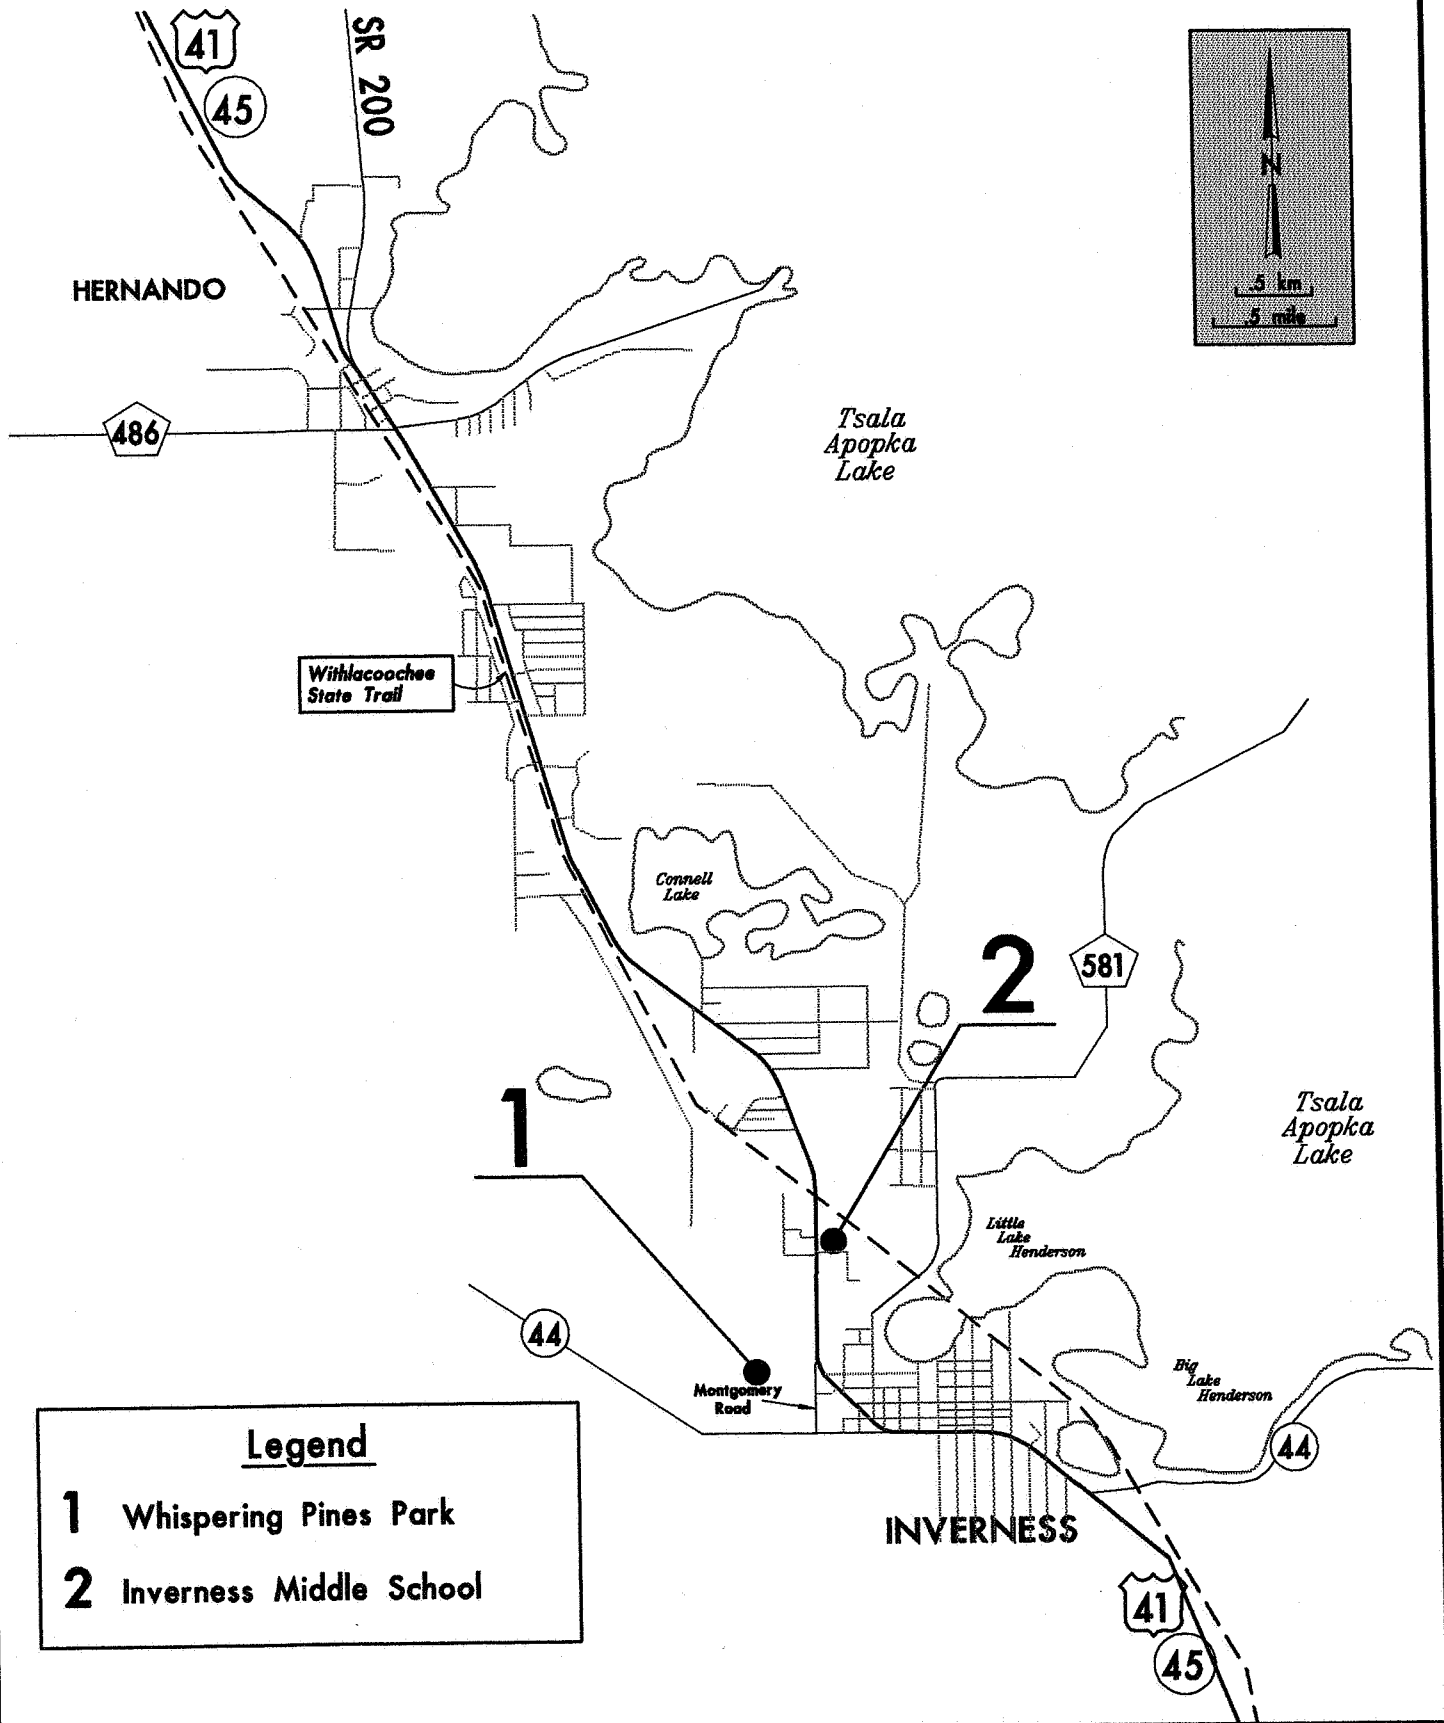 41
45
SR 200
N
.5 km
.5 mile
HERNANDO
486
Tsala
Apopka
Lake
Withlacoochee
State Trail
Connell
Lake
2
581
1
Tsala
Apopka
Lake
Little
Lake
Henderson
44
Montgomery
Road
Big
Lake
Henderson
44
Legend
1 Whispering Pines Park
2 Inverness Middle School
INVERNESS
41
45